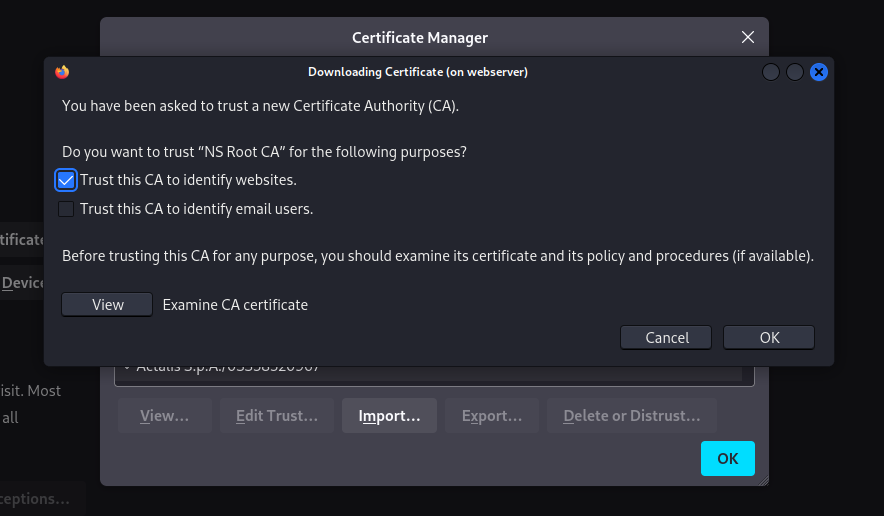 Certificate Manager
Downloading Certificate (on webserver)
You have been asked to trust a new Certificate Authority (CA).
Do you want to trust “NS Root CA” for the following purposes?
Trust this CA to identify websites.
Trust this CA to identify email users.
Before trusting this CA for any purpose, you should examine its certificate and its policy and procedures (if available).
View Examine CA certificate
Cancel OK
tificate
Device
Actalis S.p.A./03358520967
isit. Most
all
View... Edit Trust... Import... Export... Delete or Distrust...
OK
ceptions...